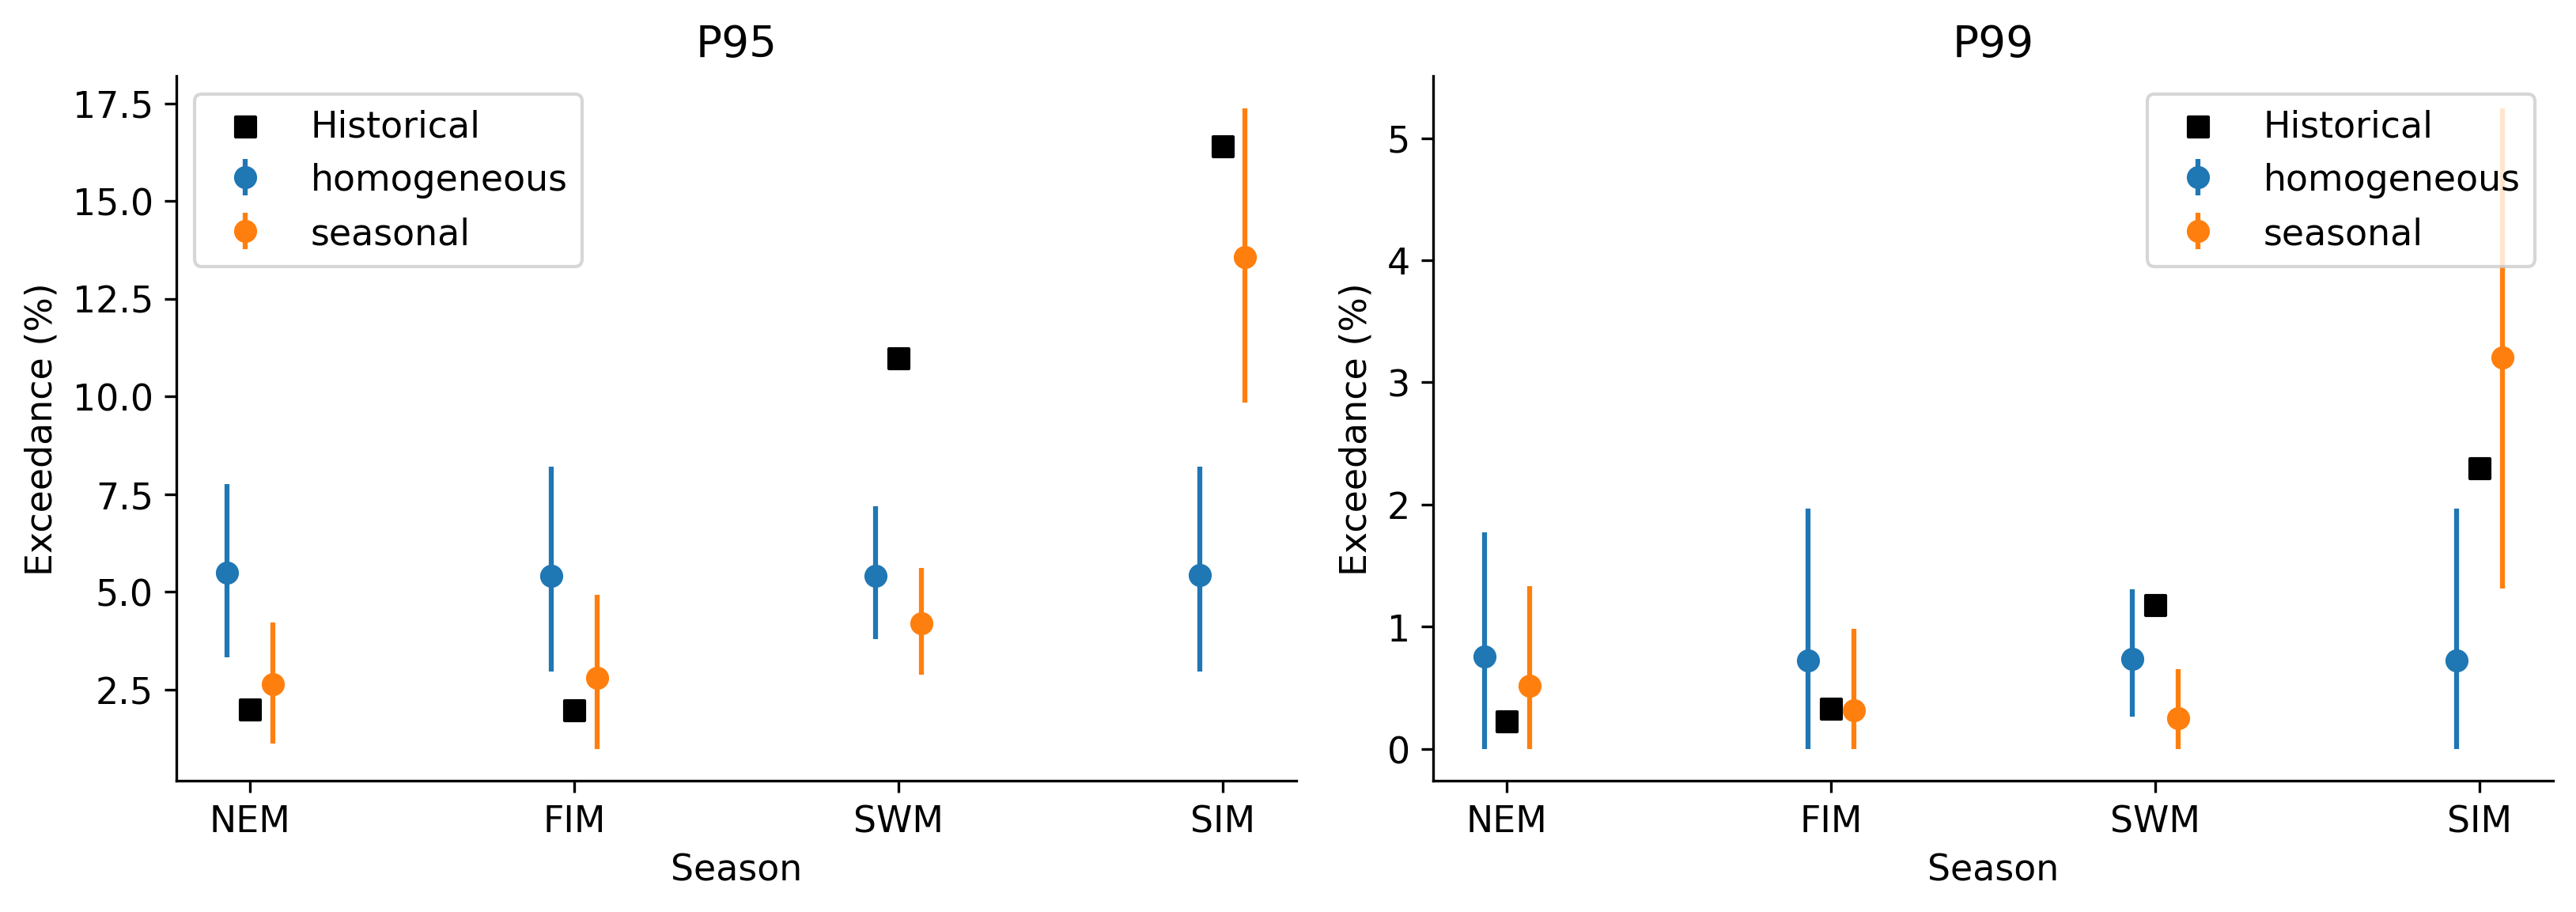 P95
Exceedance (%)
17.5
15.0
12.5
10.0
7.5
5.0
2.5
Historical
homogeneous
seasonal
NEM FIM SWM SIM
Season
P99
Exceedance (%)
5
4
3
2
1
0
Historical
homogeneous
seasonal
NEM FIM SWM SIM
Season